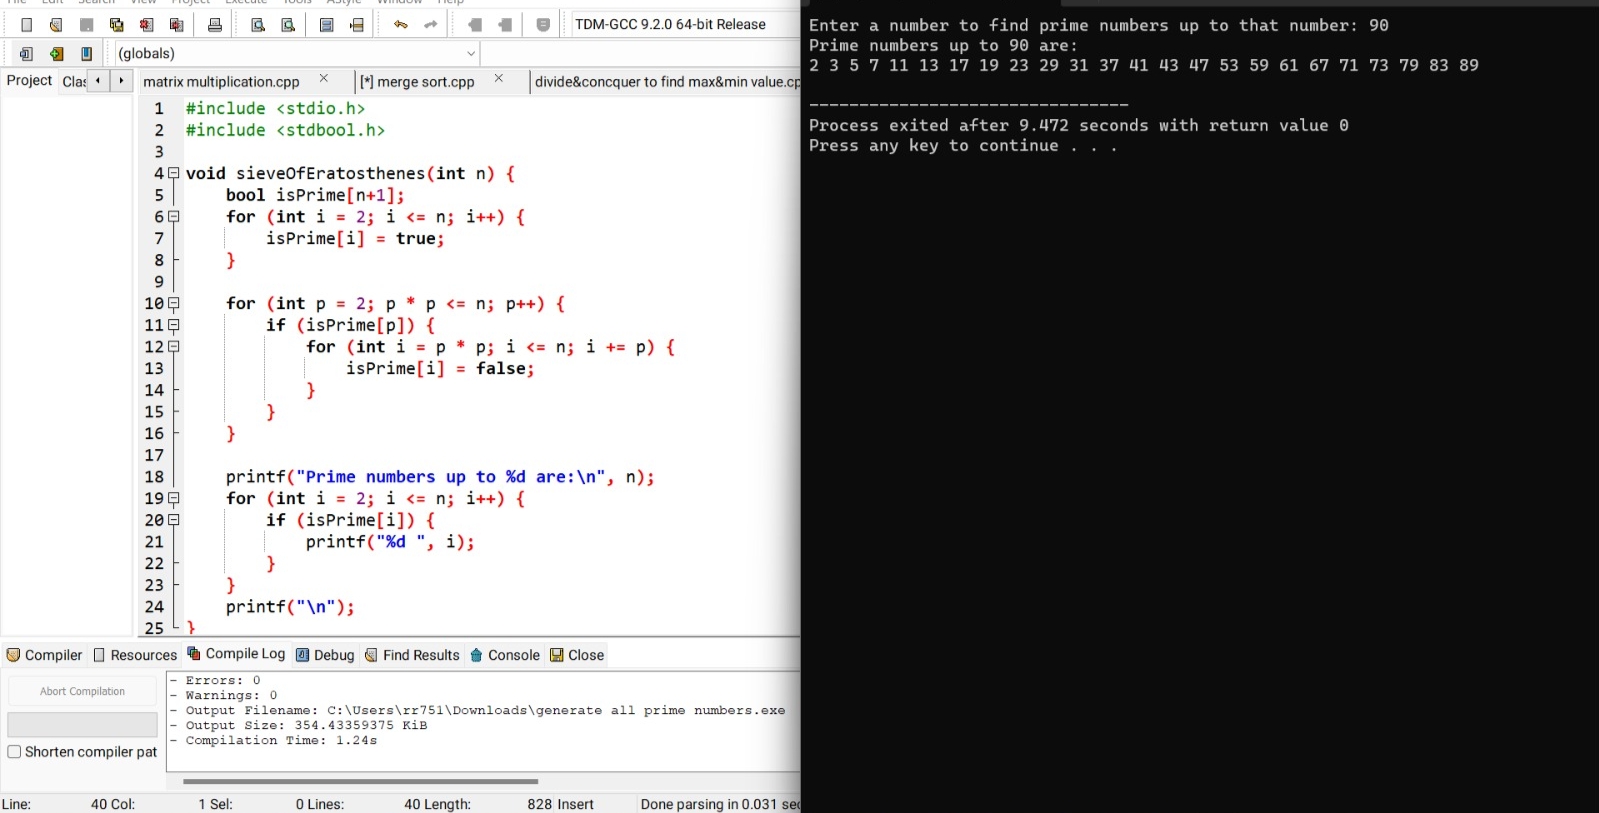 File Edit Search View Project Execute Tools AStyle Window Help
TDM-GCC 9.2.0 64-bit Release
(globals)
Project Clas
matrix multiplication.cpp
[*] merge sort.cpp
divide&concquer to find max&min value.cp
1 #include <stdio.h>
2 #include <stdbool.h>
3
4 void sieveOfEratosthenes(int n) {
5 bool isPrime[n+1];
6 for (int i = 2; i <= n; i++) {
7 isPrime[i] = true;
8 }
9
10 for (int p = 2; p * p <= n; p++) {
11 if (isPrime[p]) {
12 for (int i = p * p; i <= n; i += p) {
13 isPrime[i] = false;
14 }
15 }
16 }
17
18 printf("Prime numbers up to %d are:\n", n);
19 for (int i = 2; i <= n; i++) {
20 if (isPrime[i]) {
21 printf("%d ", i);
22 }
23 }
24 printf("\n");
25 }
Compiler Resources Compile Log Debug Find Results Console Close
Abort Compilation
Shorten compiler pat
- Errors: 0
- Warnings: 0
- Output Filename: C:\Users\rr751\Downloads\generate all prime numbers.exe
- Output Size: 354.43359375 KiB
- Compilation Time: 1.24s
Line: 40 Col: 1 Sel: 0 Lines: 40 Length: 828 Insert Done parsing in 0.031 sec
Enter a number to find prime numbers up to that number: 90
Prime numbers up to 90 are:
2 3 5 7 11 13 17 19 23 29 31 37 41 43 47 53 59 61 67 71 73 79 83 89
--------------------------------
Process exited after 9.472 seconds with return value 0
Press any key to continue . . .